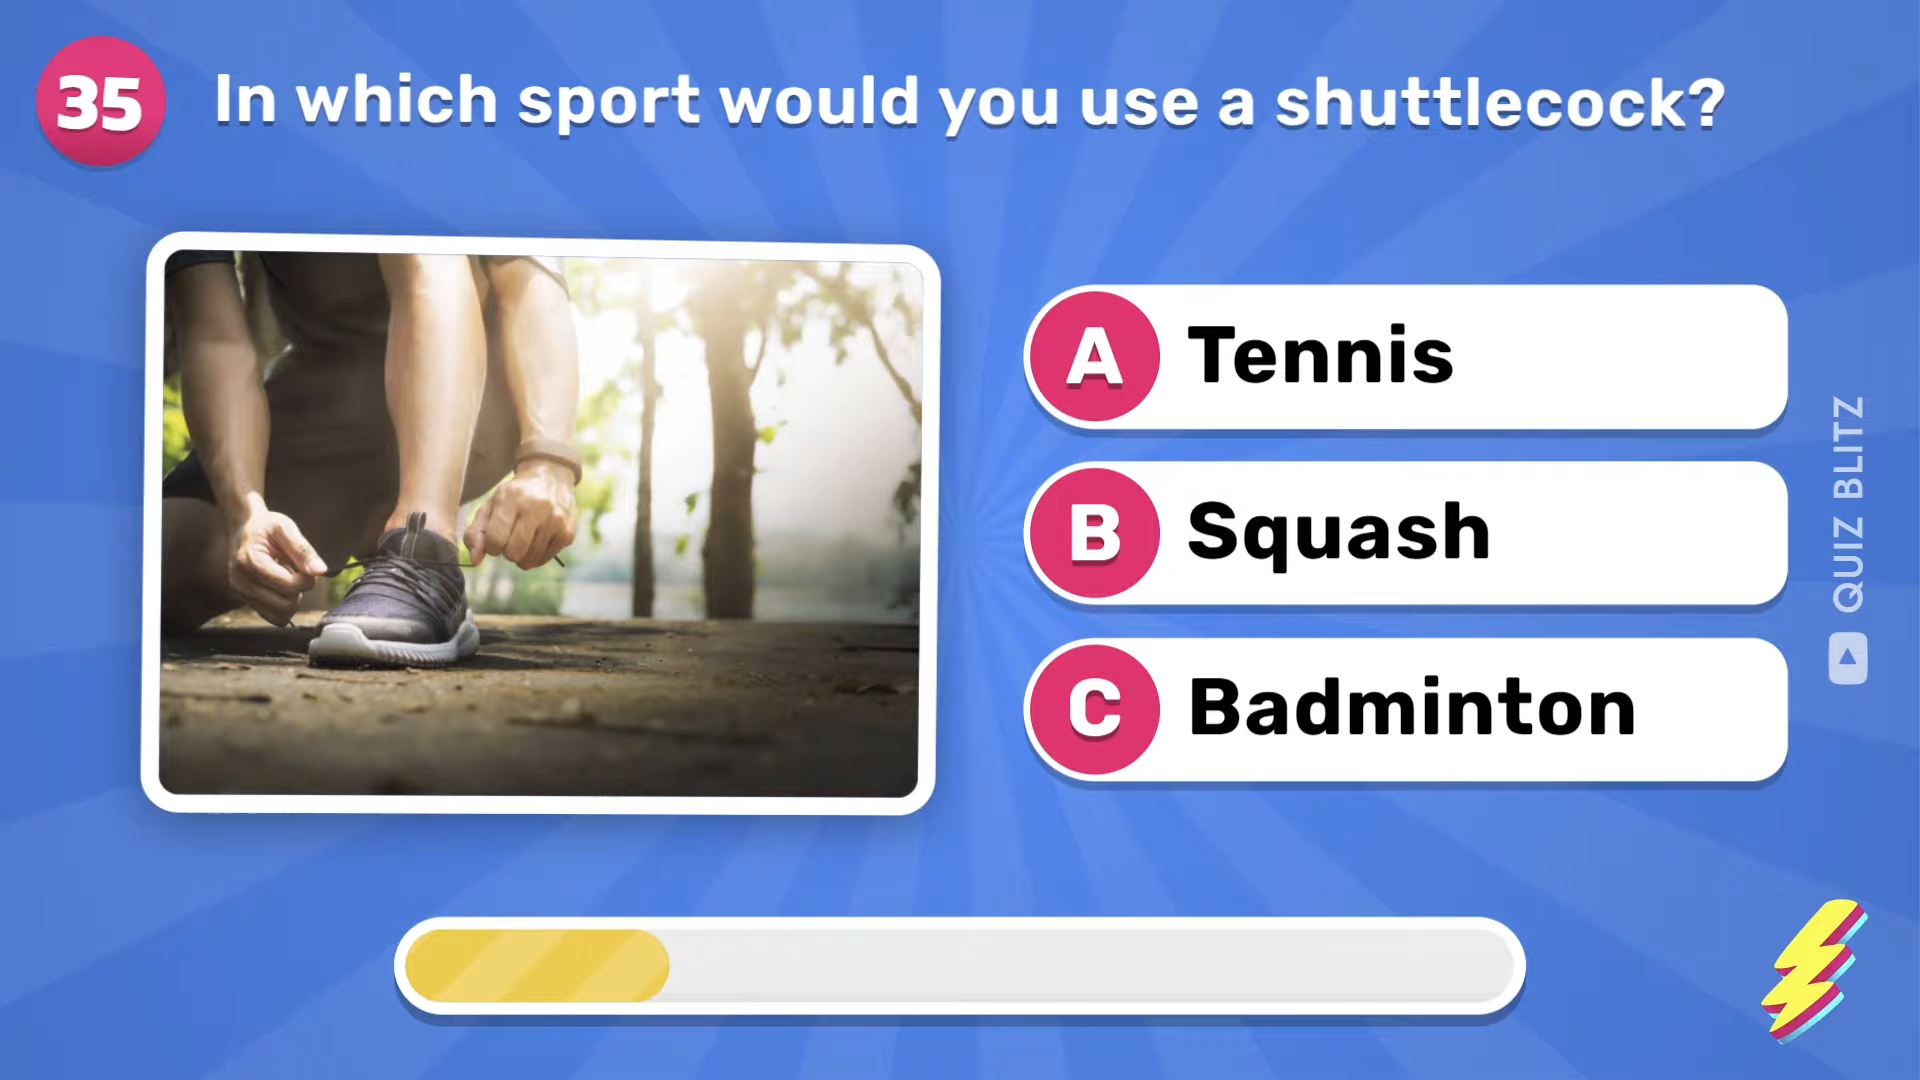 35
In which sport would you use a shuttlecock?
A Tennis
B Squash
C Badminton
QUIZ BLITZ